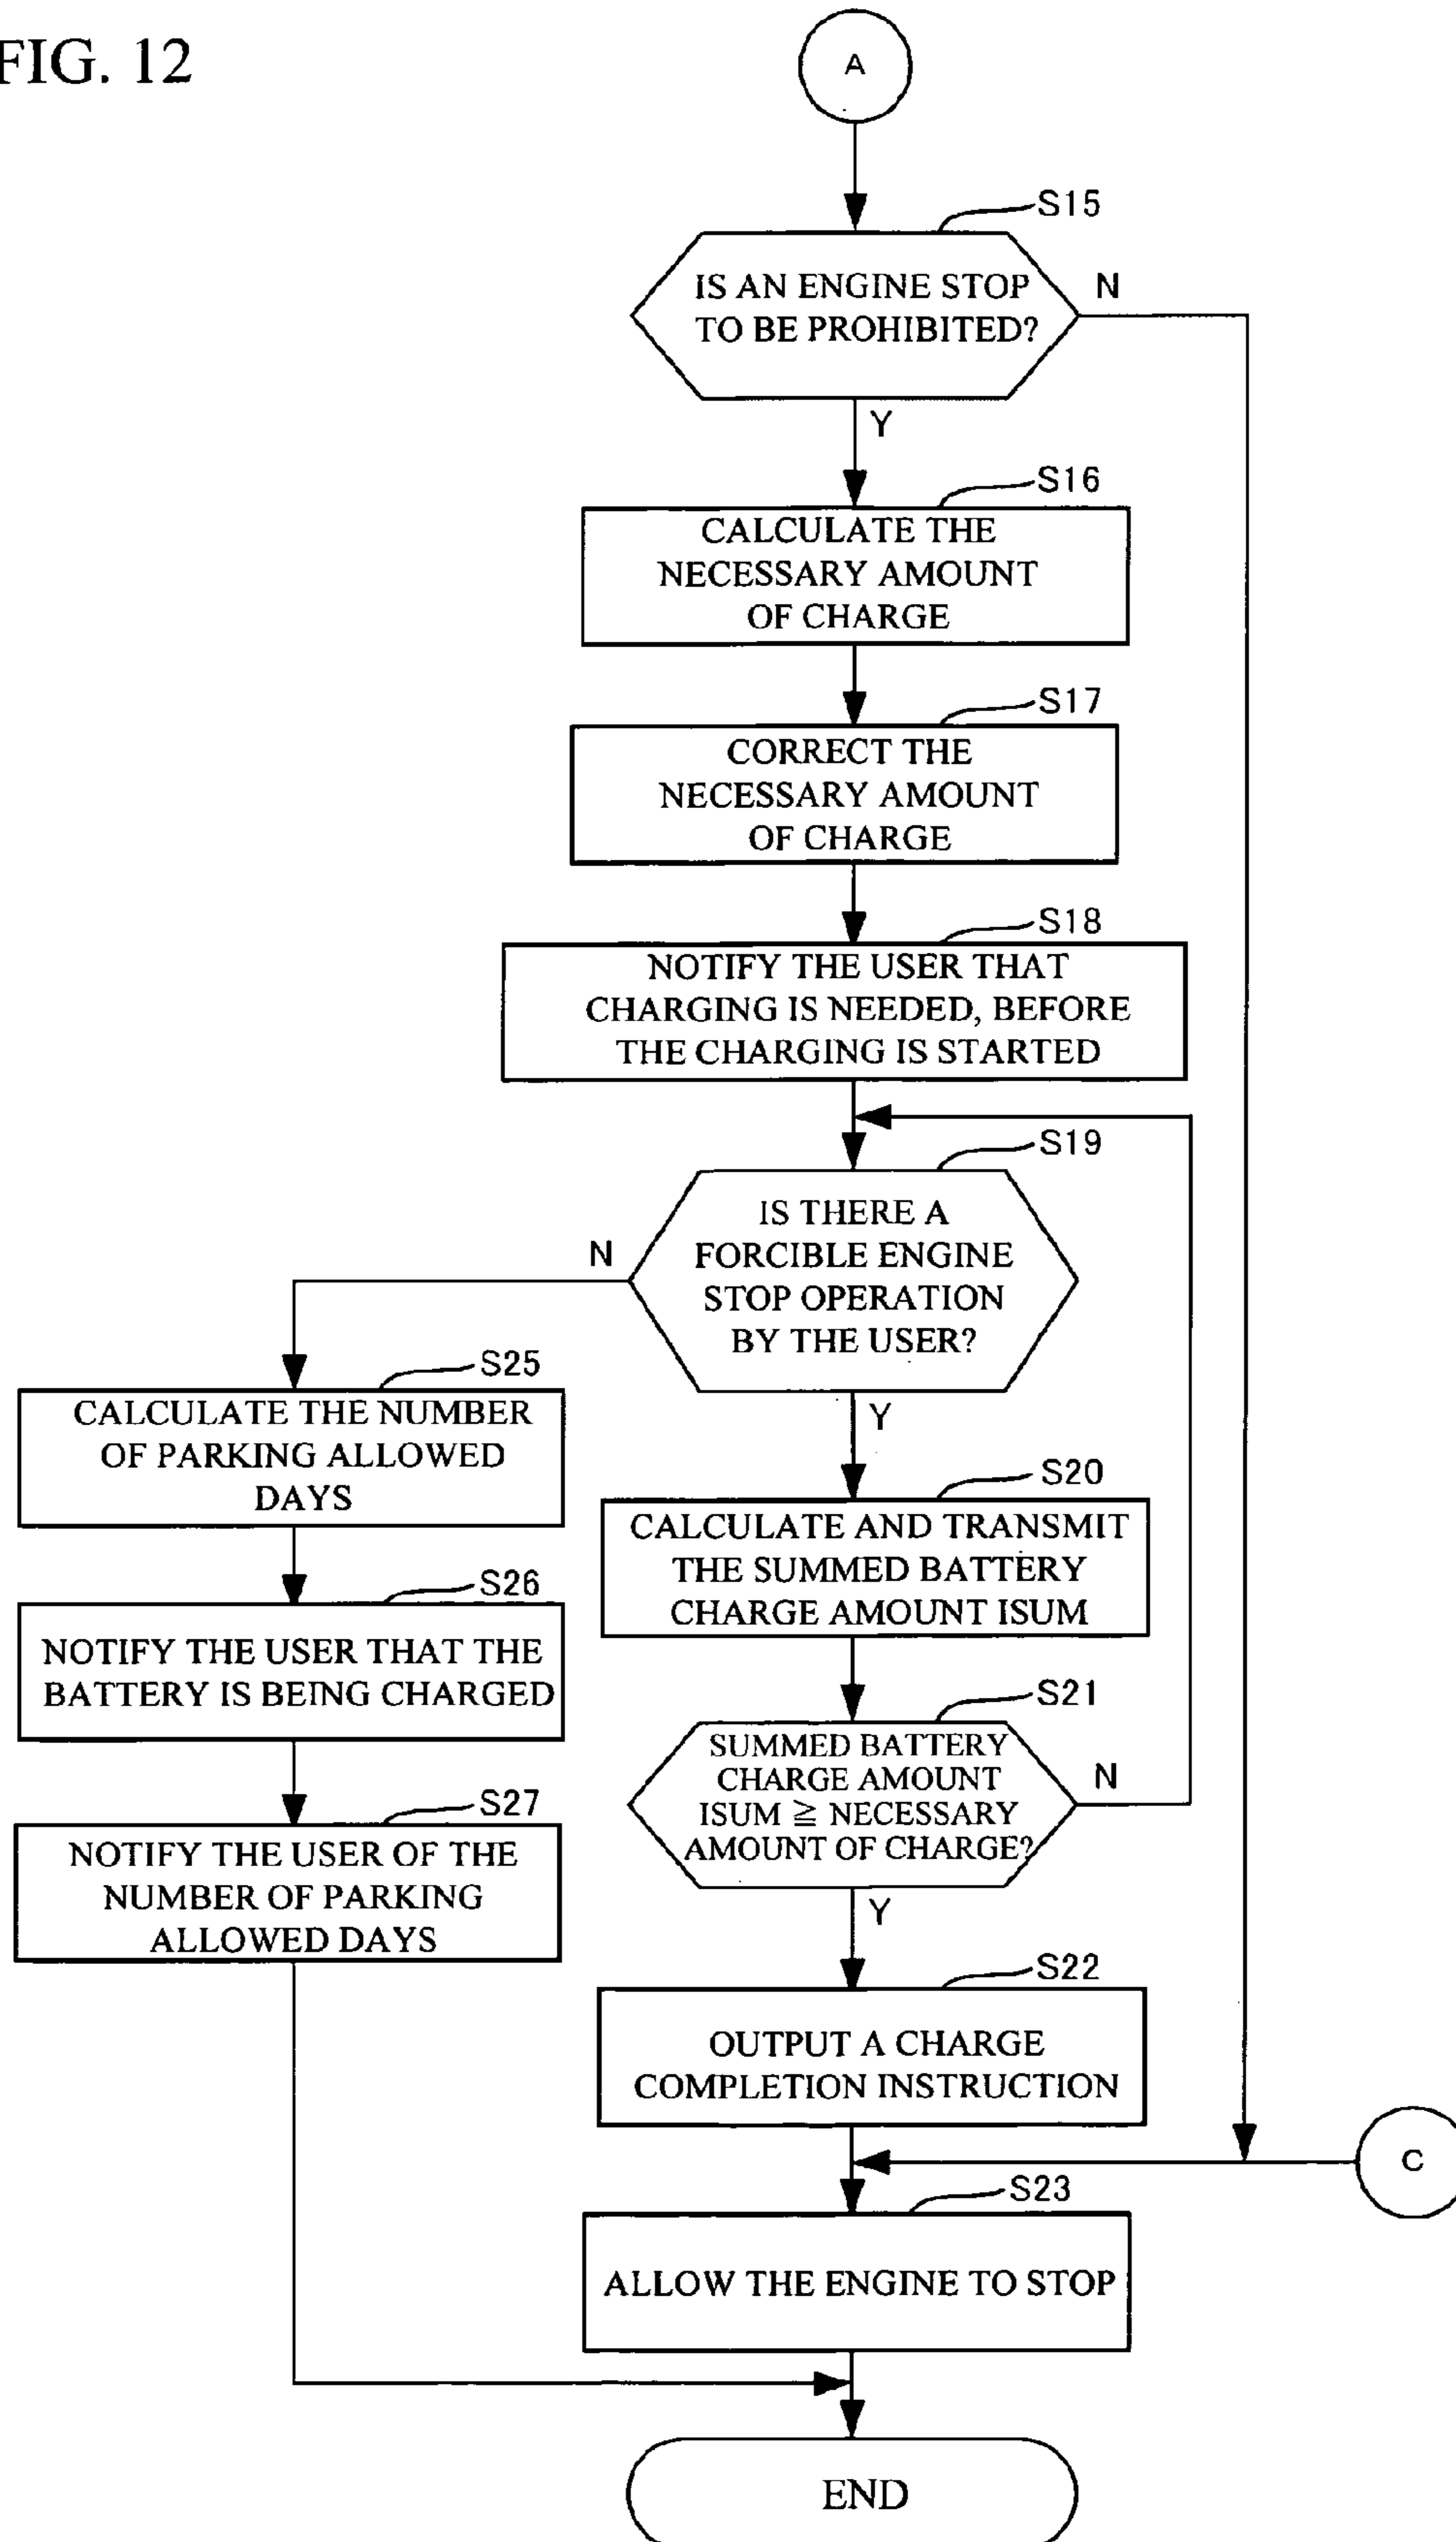 FIG. 12
A
S15
IS AN ENGINE STOP
TO BE PROHIBITED?
N
Y
S16
CALCULATE THE
NECESSARY AMOUNT
OF CHARGE
S17
CORRECT THE
NECESSARY AMOUNT
OF CHARGE
S18
NOTIFY THE USER THAT
CHARGING IS NEEDED, BEFORE
THE CHARGING IS STARTED
S19
IS THERE A
FORCIBLE ENGINE
STOP OPERATION
BY THE USER?
N
Y
S25
CALCULATE THE NUMBER
OF PARKING ALLOWED
DAYS
S26
NOTIFY THE USER THAT THE
BATTERY IS BEING CHARGED
S27
NOTIFY THE USER OF THE
NUMBER OF PARKING
ALLOWED DAYS
S20
CALCULATE AND TRANSMIT
THE SUMMED BATTERY
CHARGE AMOUNT ISUM
S21
SUMMED BATTERY
CHARGE AMOUNT
ISUM ≧ NECESSARY
AMOUNT OF CHARGE?
N
Y
S22
OUTPUT A CHARGE
COMPLETION INSTRUCTION
C
S23
ALLOW THE ENGINE TO STOP
END